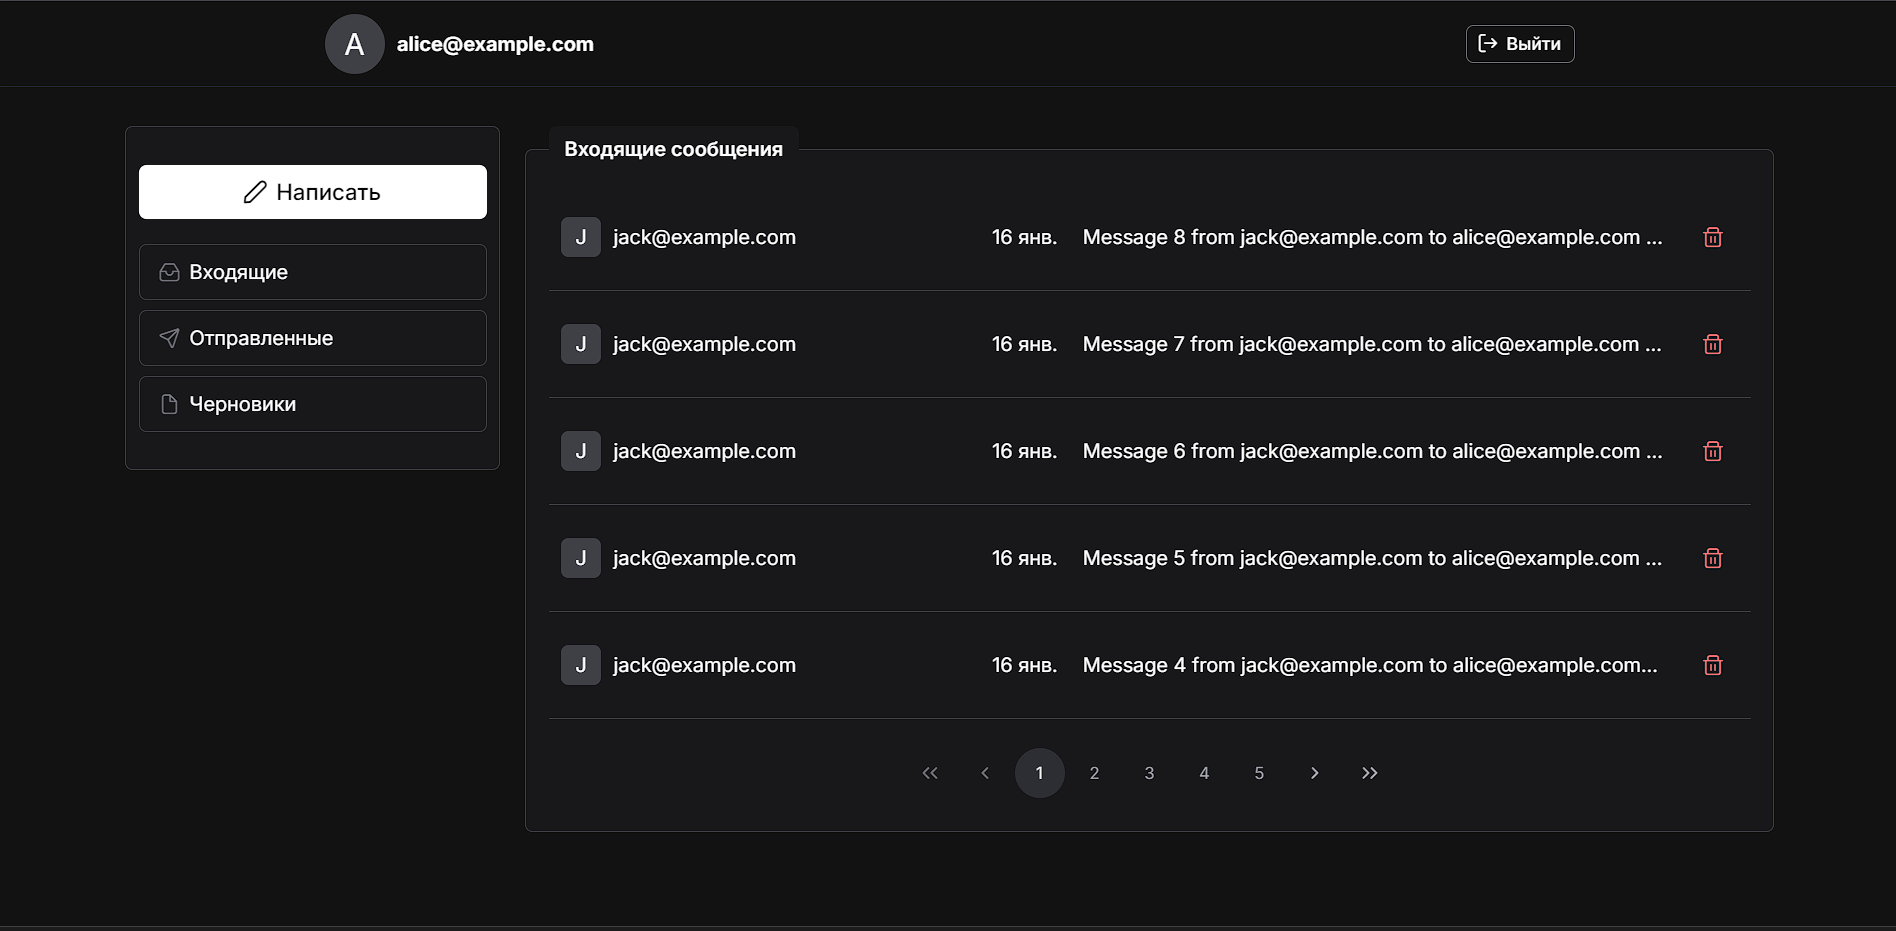 A alice@example.com
Выйти
Написать
Входящие
Отправленные
Черновики
Входящие сообщения
J jack@example.com 16 янв. Message 8 from jack@example.com to alice@example.com ...
J jack@example.com 16 янв. Message 7 from jack@example.com to alice@example.com ...
J jack@example.com 16 янв. Message 6 from jack@example.com to alice@example.com ...
J jack@example.com 16 янв. Message 5 from jack@example.com to alice@example.com ...
J jack@example.com 16 янв. Message 4 from jack@example.com to alice@example.com...
1 2 3 4 5